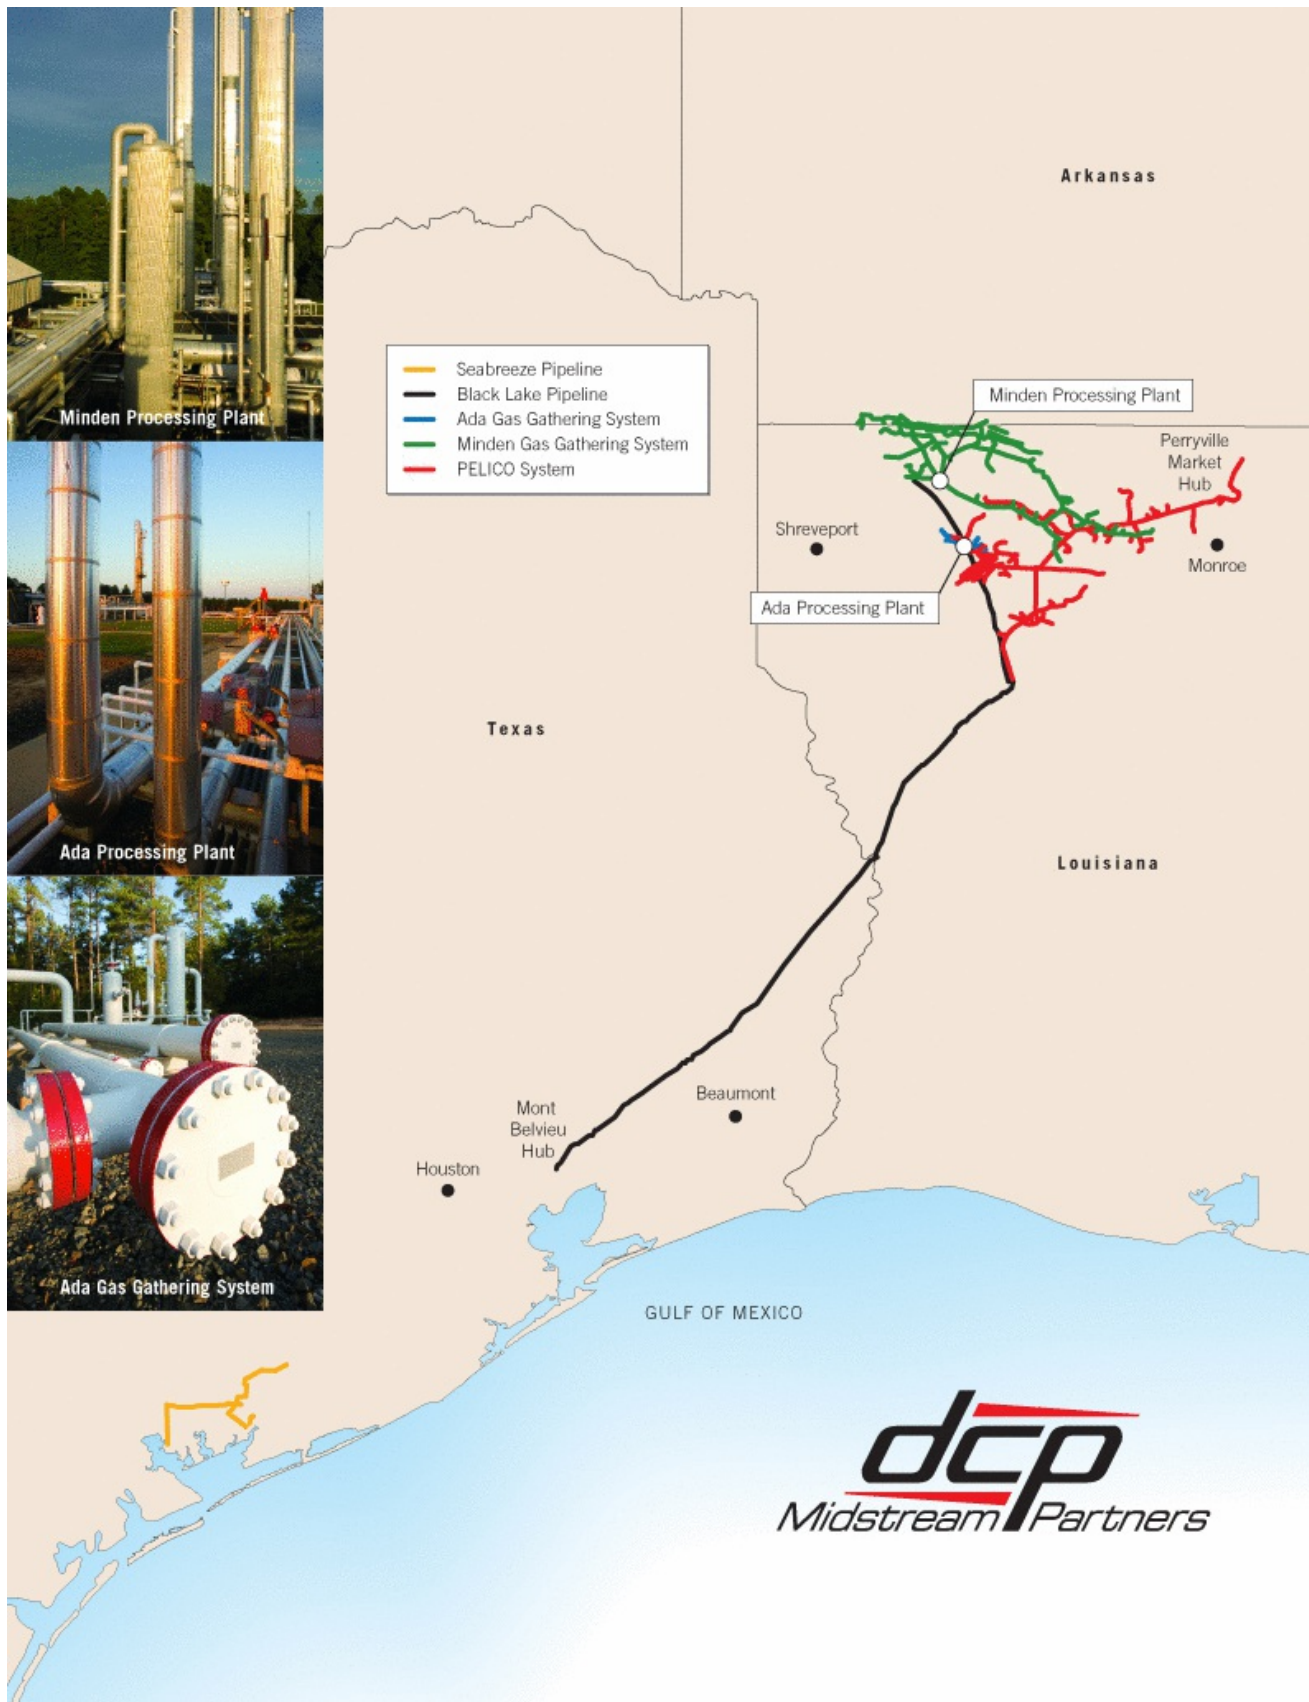 Minden Processing Plant
Ada Processing Plant
Ada Gas Gathering System
Arkansas
Seabreeze Pipeline
Black Lake Pipeline
Ada Gas Gathering System
Minden Gas Gathering System
PELICO System
Minden Processing Plant
Perryville
Market
Hub
Shreveport
Monroe
Ada Processing Plant
Texas
Louisiana
Beaumont
Mont
Belvieu
Hub
Houston
GULF OF MEXICO
dcp
Midstream Partners